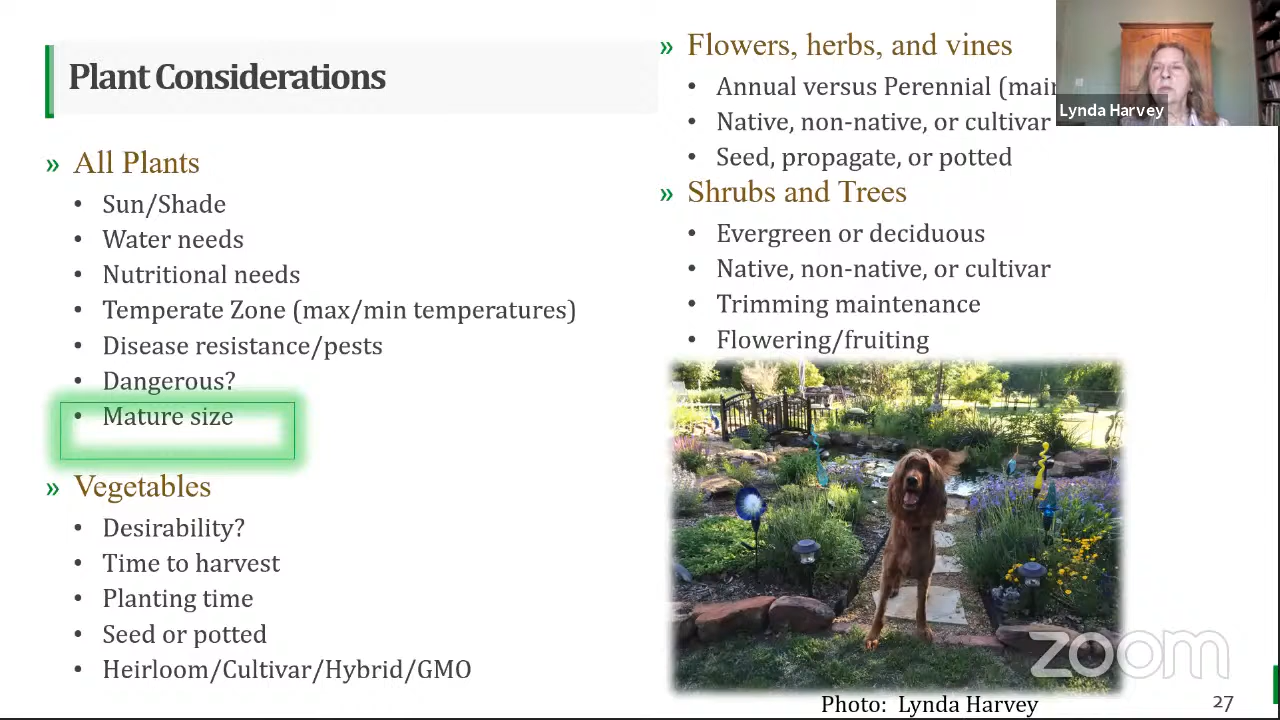 Plant Considerations
» All Plants
• Sun/Shade
• Water needs
• Nutritional needs
• Temperate Zone (max/min temperatures)
• Disease resistance/pests
• Dangerous?
• Mature size
» Vegetables
• Desirability?
• Time to harvest
• Planting time
• Seed or potted
• Heirloom/Cultivar/Hybrid/GMO
» Flowers, herbs, and vines
• Annual versus Perennial
• Native, non-native, or cultivar
• Seed, propagate, or potted
» Shrubs and Trees
• Evergreen or deciduous
• Native, non-native, or cultivar
• Trimming maintenance
• Flowering/fruiting
Lynda Harvey
zoom
Photo: Lynda Harvey
27